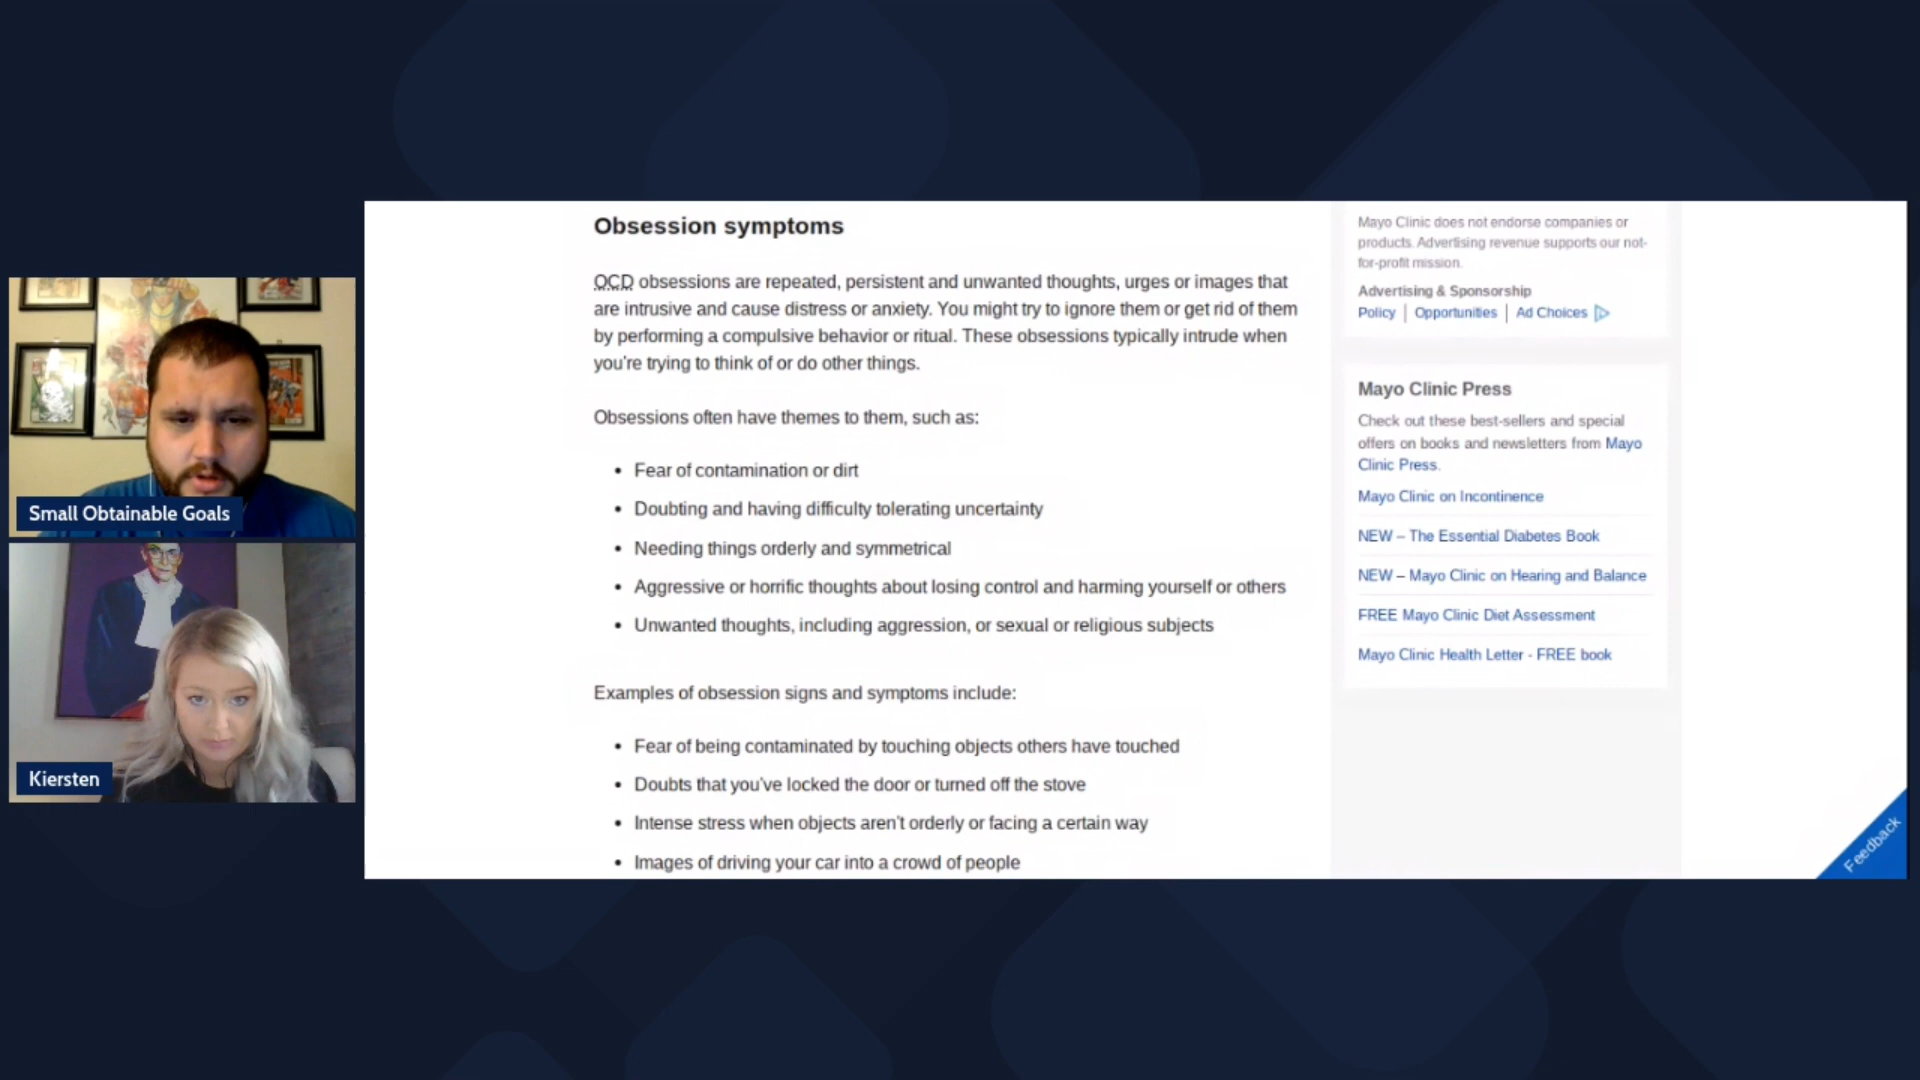 Small Obtainable Goals
Kiersten
Obsession symptoms
OCD obsessions are repeated, persistent and unwanted thoughts, urges or images that
are intrusive and cause distress or anxiety. You might try to ignore them or get rid of them
by performing a compulsive behavior or ritual. These obsessions typically intrude when
you're trying to think of or do other things.
Obsessions often have themes to them, such as:
• Fear of contamination or dirt
• Doubting and having difficulty tolerating uncertainty
• Needing things orderly and symmetrical
• Aggressive or horrific thoughts about losing control and harming yourself or others
• Unwanted thoughts, including aggression, or sexual or religious subjects
Examples of obsession signs and symptoms include:
• Fear of being contaminated by touching objects others have touched
• Doubts that you've locked the door or turned off the stove
• Intense stress when objects aren't orderly or facing a certain way
• Images of driving your car into a crowd of people
Mayo Clinic does not endorse companies or
products. Advertising revenue supports our not-
for-profit mission.
Advertising & Sponsorship
Policy | Opportunities | Ad Choices
Mayo Clinic Press
Check out these best-sellers and special
offers on books and newsletters from Mayo
Clinic Press.
Mayo Clinic on Incontinence
NEW – The Essential Diabetes Book
NEW – Mayo Clinic on Hearing and Balance
FREE Mayo Clinic Diet Assessment
Mayo Clinic Health Letter - FREE book
Feedback